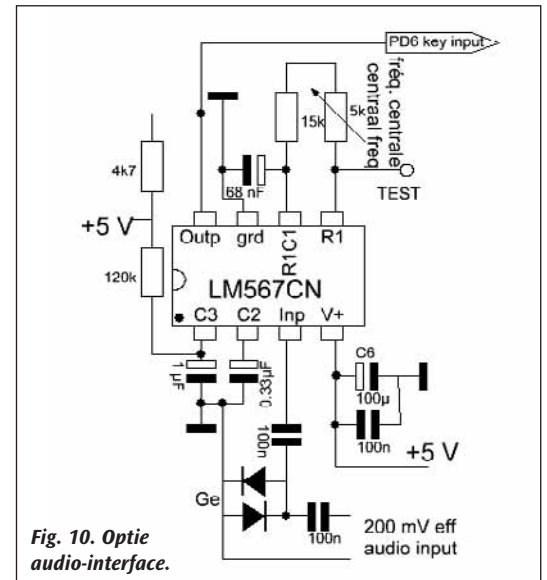 PD6 key input
fréq. centrale
centraal freq
15k
5k
TEST
68 nF
4k7
+5 V
120k
Outp grd R1C1 R1
LM567CN
C3 C2 Inp V+
1 µF
0.33µF
C6
100µ
100n
100n
+5 V
Ge
100n
200 mV eff
audio input
Fig. 10. Optie
audio-interface.